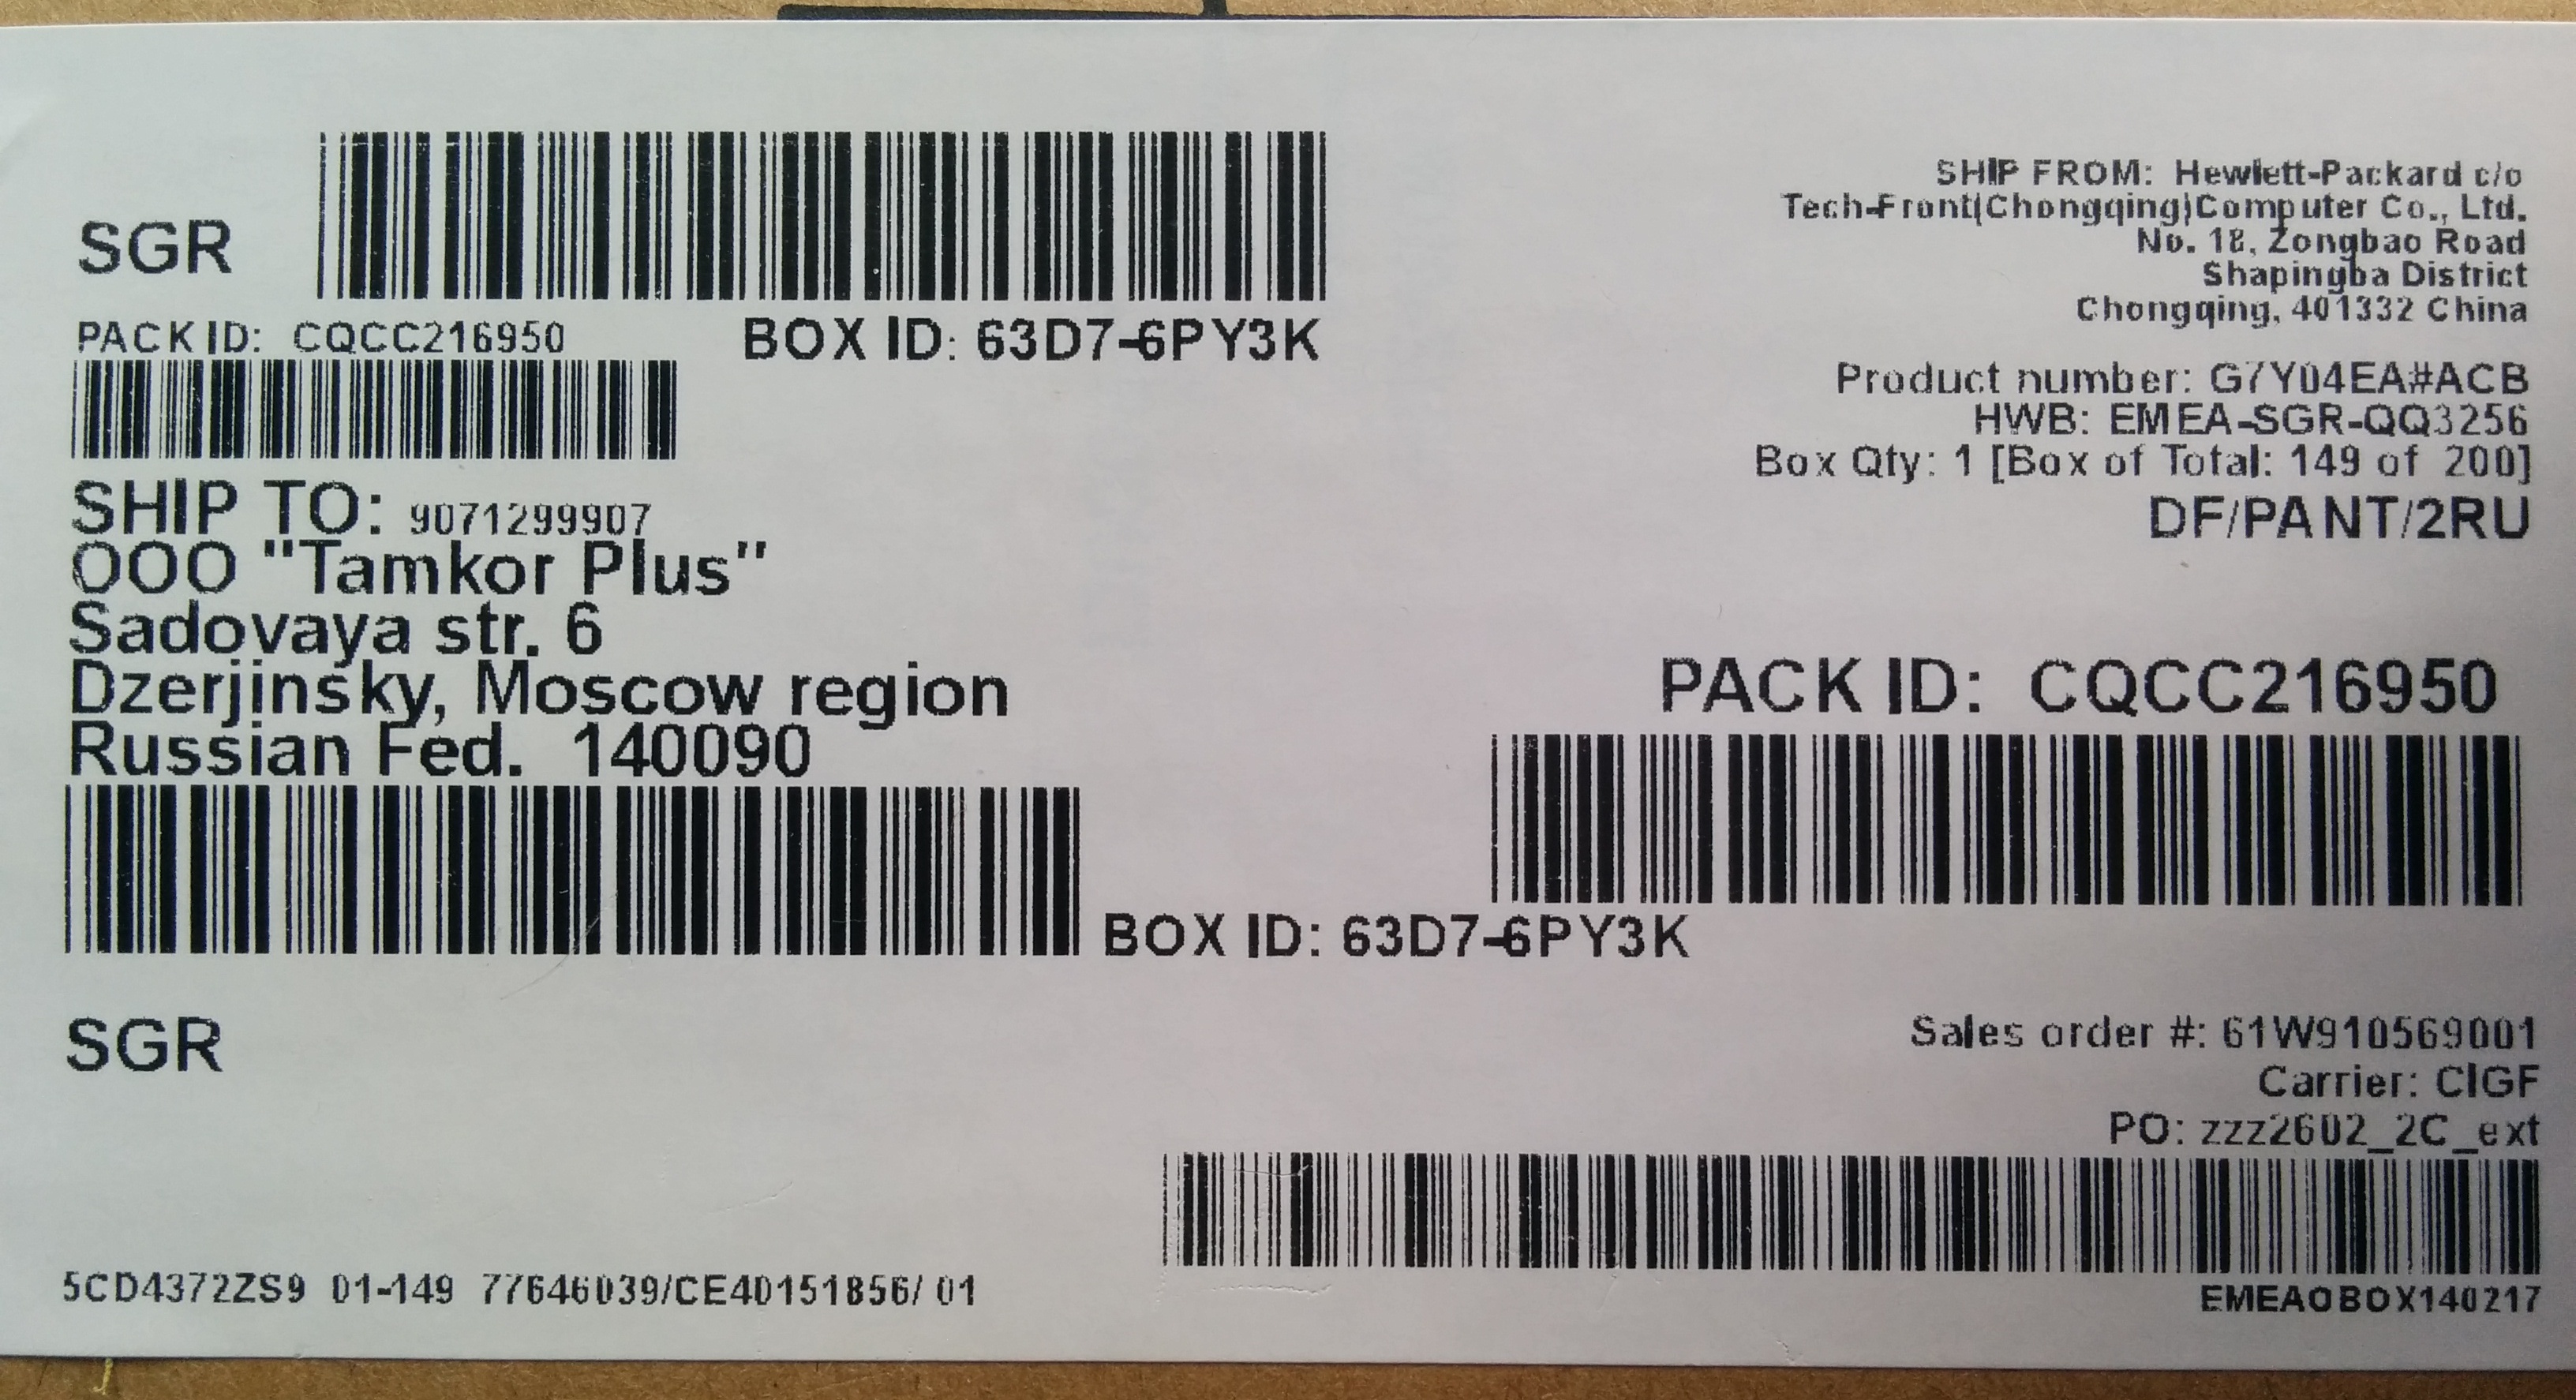 SGR
PACK ID: CQCC216950
BOX ID: 63D7-6PY3K
SHIP FROM: Hewlett-Packard c/o
Tech-Front(Chongqing)Computer Co., Ltd.
No. 18, Zongbao Road
Shapingba District
Chongqing, 401332 China
Product number: G7Y04EA#ACB
HWB: EMEA-SGR-QQ3256
Box Qty: 1 [Box of Total: 149 of 200]
DF/PANT/2RU
SHIP TO: 9071299907
OOO "Tamkor Plus"
Sadovaya str. 6
Dzerjinsky, Moscow region
Russian Fed. 140090
PACK ID: CQCC216950
BOX ID: 63D7-6PY3K
SGR
Sales order #: 61W910569001
Carrier: CIGF
PO: zzz2602_2C_ext
5CD4372ZS9 01-149 77646039/CE40151856/ 01
EMEAOBOX140217